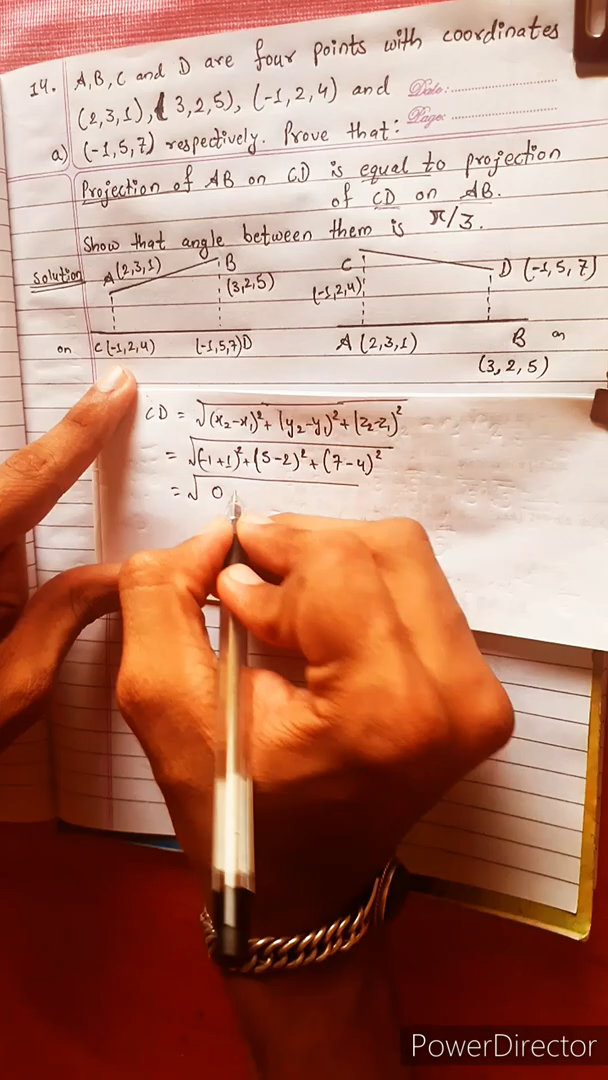 14. A, B, C and D are four points with coordinates
(2,3,1), (3,2,5), (-1,2,4) and
Date:
Page:
a) (-1,5,7) respectively. Prove that:
Projection of AB on CD is equal to projection
of CD on AB.
Show that angle between them is π/3.
Solution
A(2,3,1) B
(3,2,5)
C
(-1,2,4)
D (-1,5,7)
on C(-1,2,4) (-1,5,7)D
A (2,3,1) B on
(3,2,5)
CD = √(x₂-x₁)²+(y₂-y₁)²+(z₂-z₁)²
= √(-1+1)²+(5-2)²+(7-4)²
= √0
PowerDirector